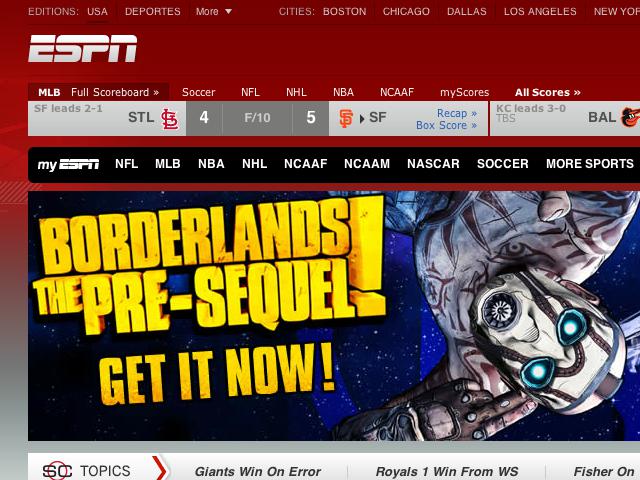 EDITIONS: USA DEPORTES More CITIES: BOSTON CHICAGO DALLAS LOS ANGELES NEW YOR
ESPN
MLB Full Scoreboard » Soccer NFL NHL NBA NCAAF myScores All Scores »
SF leads 2-1
STL 4 F/10 5 SF
Recap »
Box Score »
KC leads 3-0
TBS
BAL
my ESPN NFL MLB NBA NHL NCAAF NCAAM NASCAR SOCCER MORE SPORTS
BORDERLANDS
THE PRE-SEQUEL!
GET IT NOW!
SC TOPICS Giants Win On Error Royals 1 Win From WS Fisher On